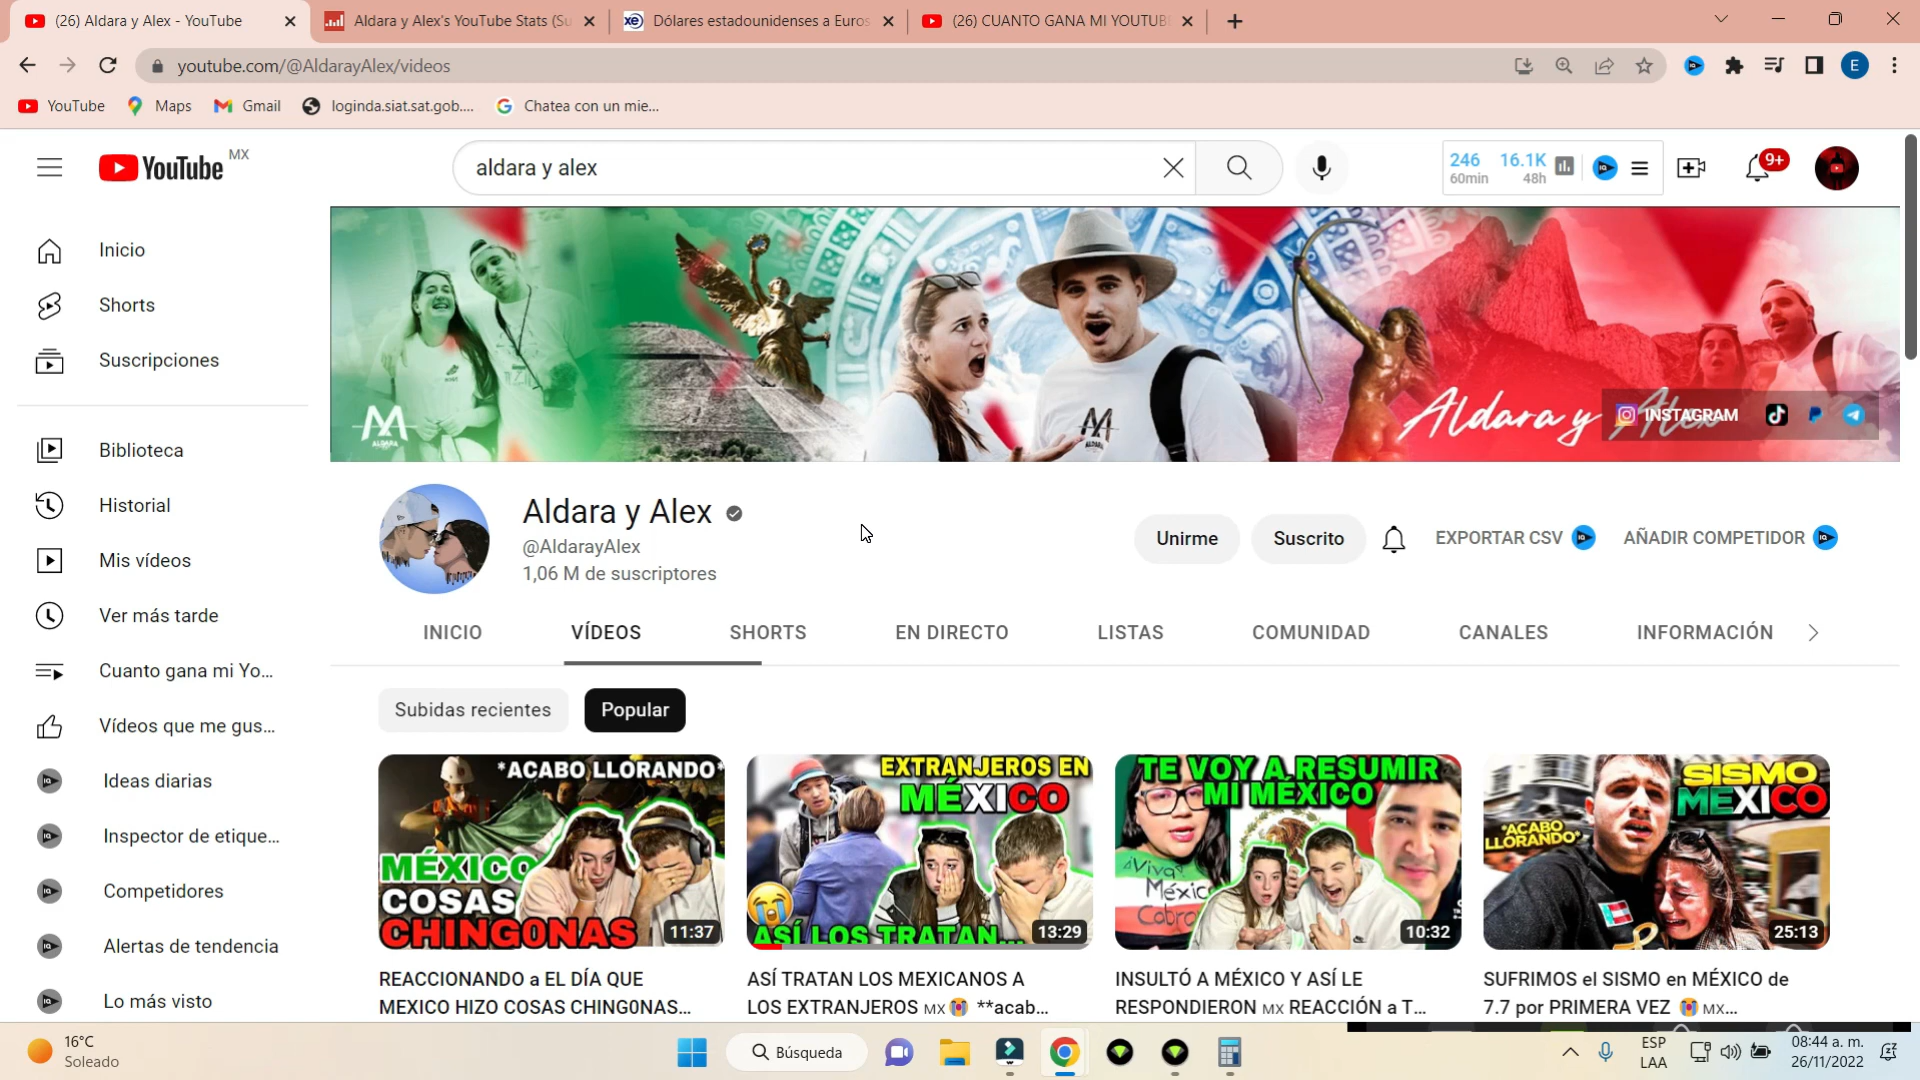 (26) Aldara y Alex - YouTube
Aldara y Alex's YouTube Stats (Su
Dólares estadounidenses a Euros
(26) CUANTO GANA MI YOUTUB
youtube.com/@AldarayAlex/videos
E
YouTube
Maps
Gmail
loginda.siat.sat.gob....
Chatea con un mie...
YouTube MX
aldara y alex
246 16.1K
60min 48h
9+
Aldara y Alex
INSTAGRAM
Aldara y Alex
@AldarayAlex
1,06 M de suscriptores
Unirme
Suscrito
EXPORTAR CSV
AÑADIR COMPETIDOR
INICIO
VÍDEOS
SHORTS
EN DIRECTO
LISTAS
COMUNIDAD
CANALES
INFORMACIÓN
Subidas recientes
Popular
Inicio
Shorts
Suscripciones
Biblioteca
Historial
Mis vídeos
Ver más tarde
Cuanto gana mi Yo...
Vídeos que me gus...
Ideas diarias
Inspector de etique...
Competidores
Alertas de tendencia
Lo más visto
*ACABO LLORANDO*
MÉXICO
COSAS
CHINGONAS
11:37
REACCIONANDO a EL DÍA QUE
MEXICO HIZO COSAS CHING0NAS...
EXTRANJEROS EN
MÉXICO
ASÍ LOS TRATAN...
13:29
ASÍ TRATAN LOS MEXICANOS A
LOS EXTRANJEROS MX😭 **acab...
TE VOY A RESUMIR
MI MÉXICO
¡Viva
México
10:32
INSULTÓ A MÉXICO Y ASÍ LE
RESPONDIERON MX REACCIÓN a T...
SISMO
MEXICO
*ACABO
LLORANDO*
25:13
SUFRIMOS el SISMO en MÉXICO de
7.7 por PRIMERA VEZ 😭 MX...
16°C
Soleado
Búsqueda
ESP
LAA
08:44 a. m.
26/11/2022